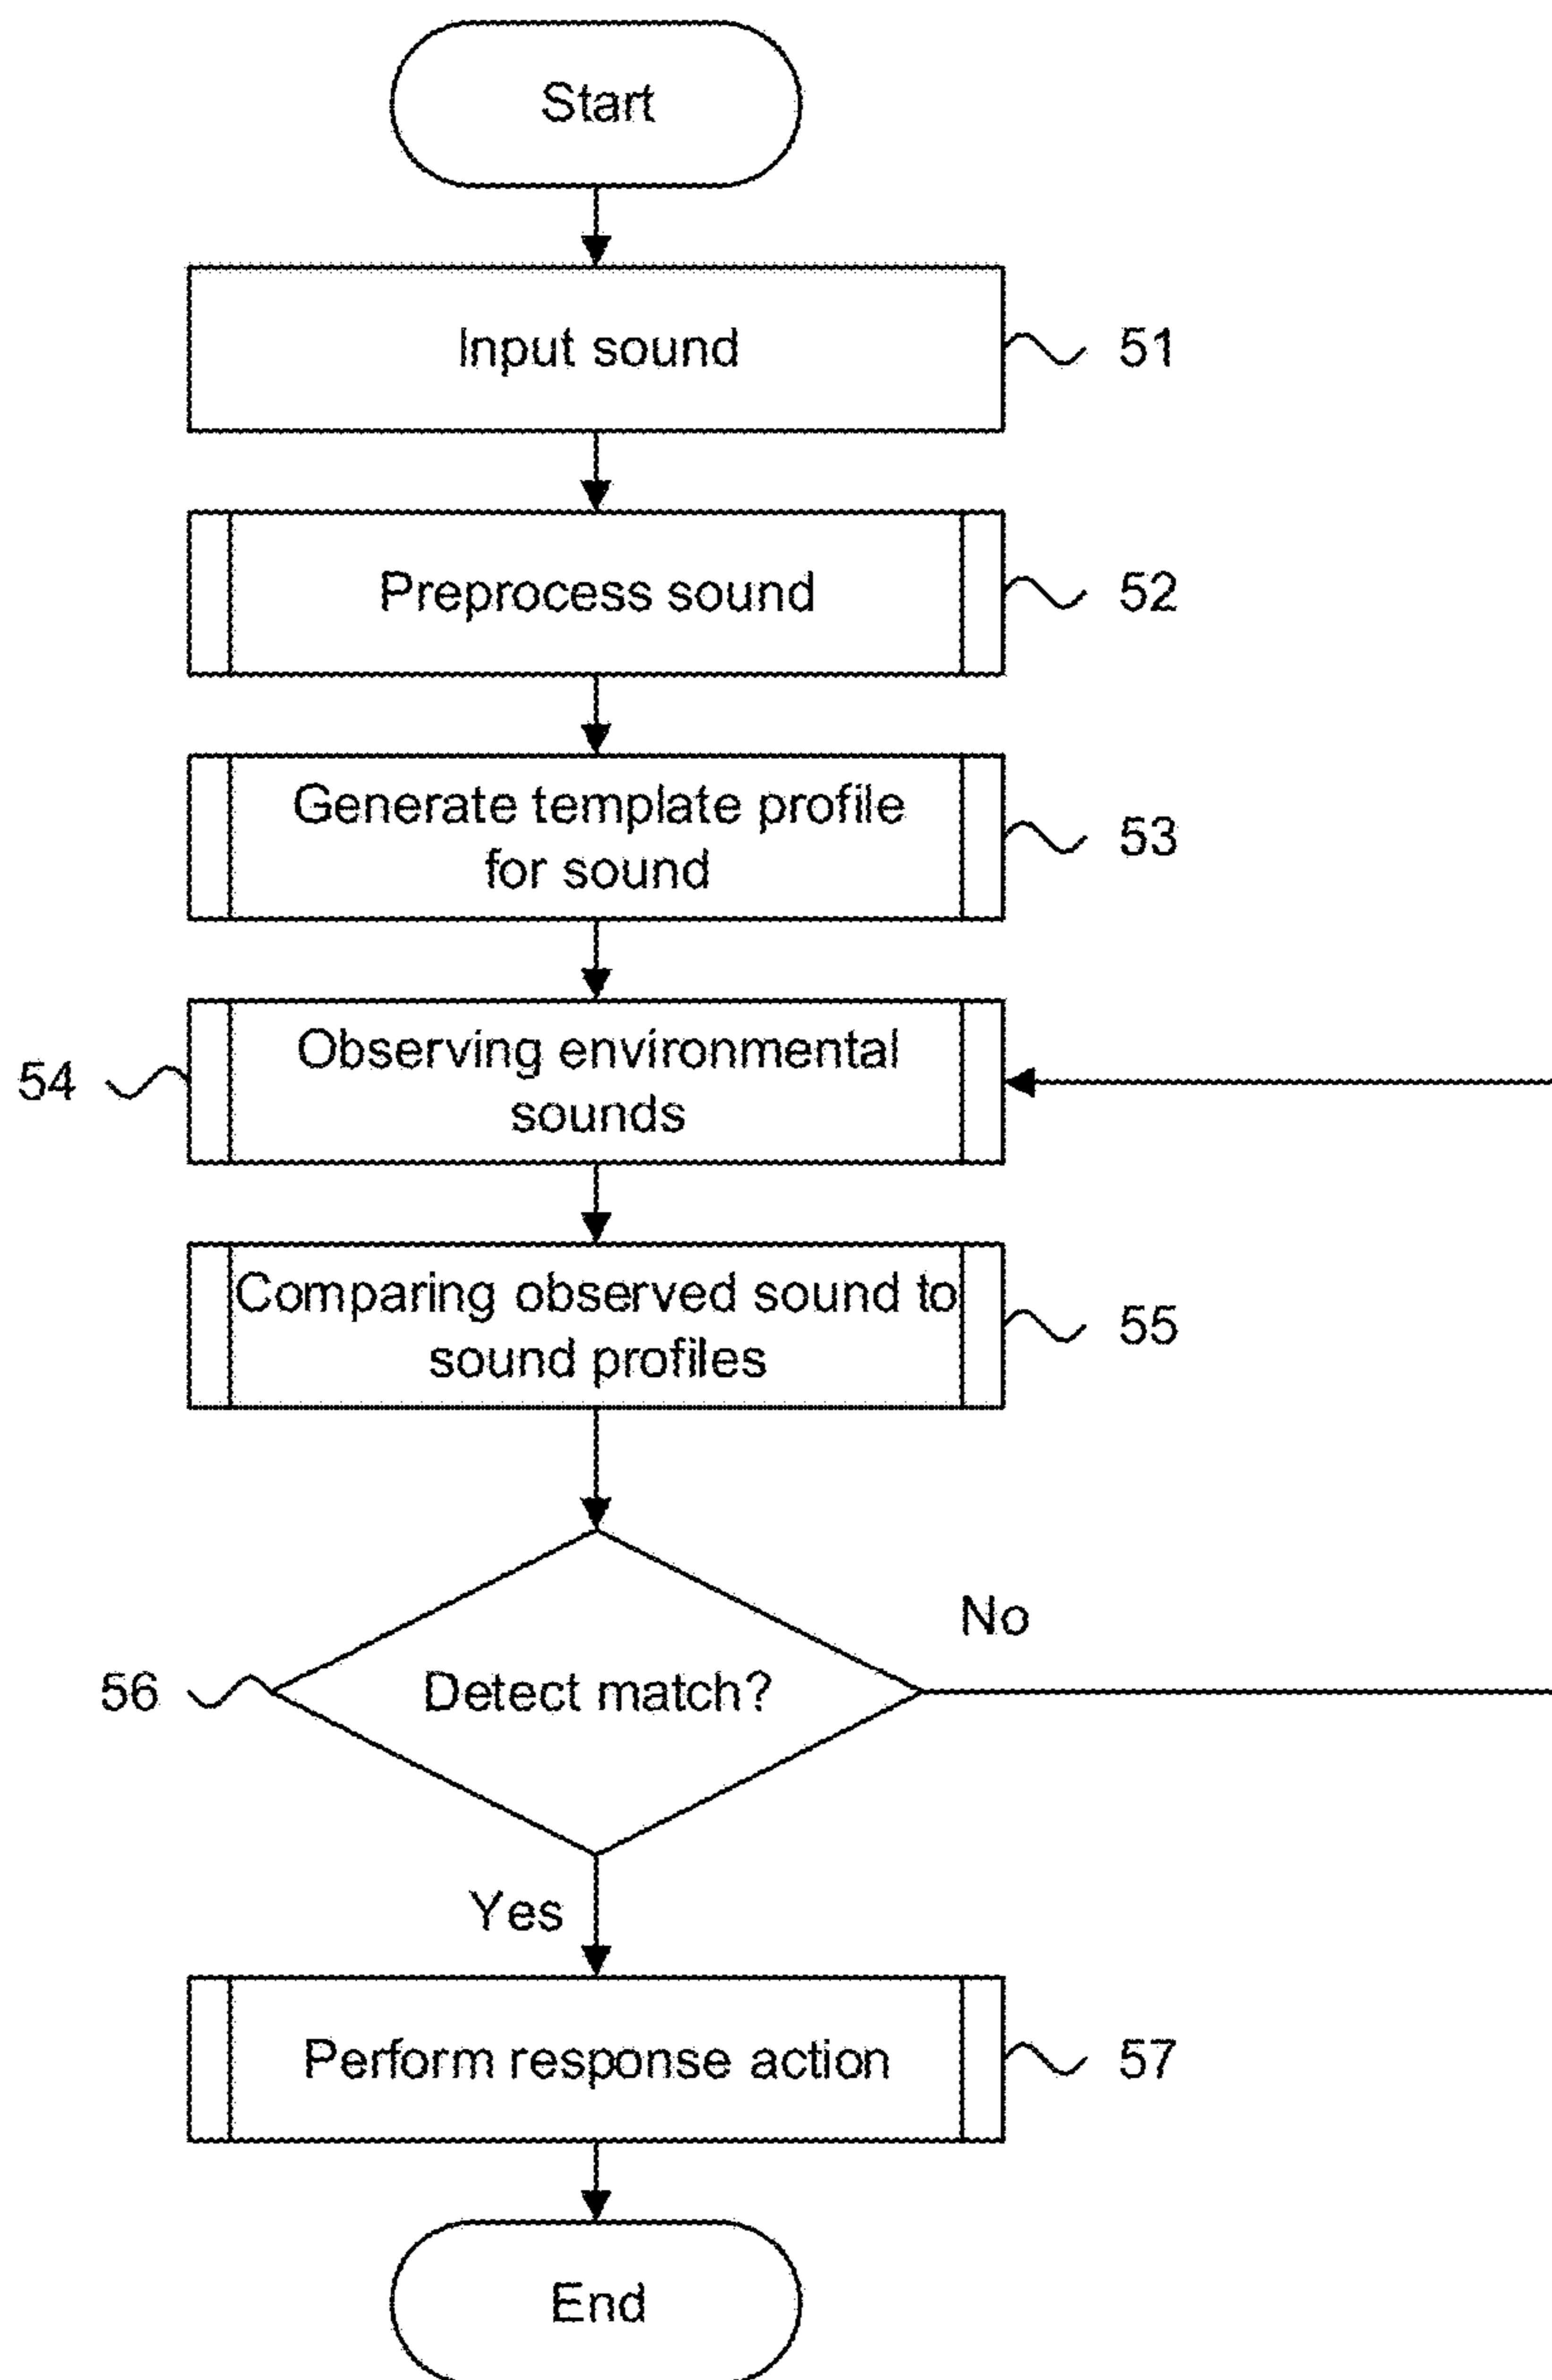 Start
Input sound
51
Preprocess sound
52
Generate template profile
for sound
53
54
Observing environmental
sounds
Comparing observed sound to
sound profiles
55
56
Detect match?
No
Yes
Perform response action
57
End